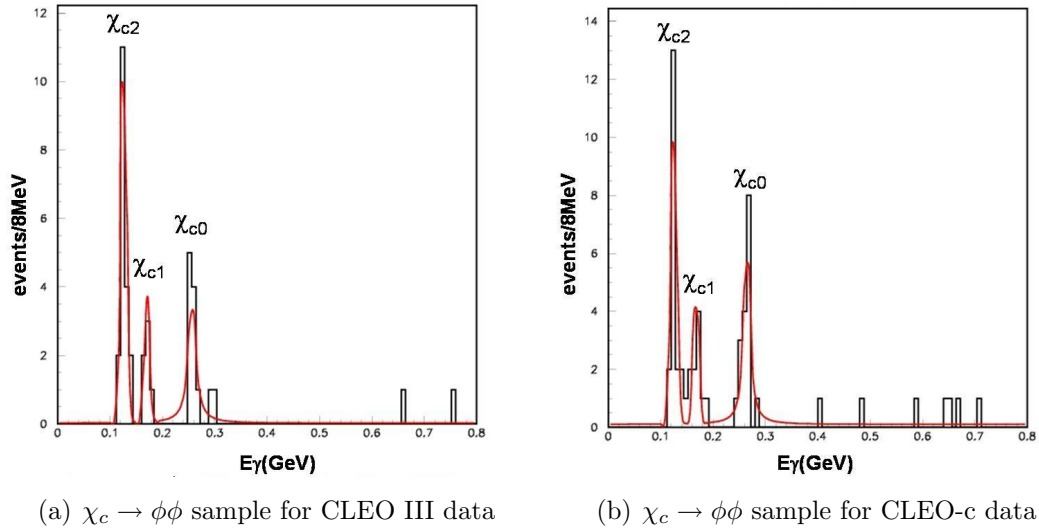 12
10
8
6
4
2
0
events/8MeV
χc2
χc1
χc0
0 0.1 0.2 0.3 0.4 0.5 0.6 0.7 0.8
Eγ(GeV)
(a) χc → φφ sample for CLEO III data
14
12
10
8
6
4
2
0
events/8MeV
χc2
χc1
χc0
0 0.1 0.2 0.3 0.4 0.5 0.6 0.7 0.8
Eγ(GeV)
(b) χc → φφ sample for CLEO-c data